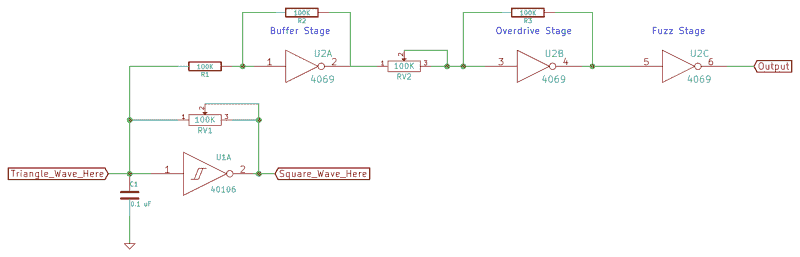 100K
R2
Buffer Stage
100K
R3
Overdrive Stage
Fuzz Stage
100K
R1
1
U2A
2
4069
2
1
100K
3
RV2
3
U2B
4
4069
5
U2C
6
4069
Output
2
1
100K
3
RV1
Triangle_Wave_Here
1
U1A
2
40106
Square_Wave_Here
C1
0.1 uF